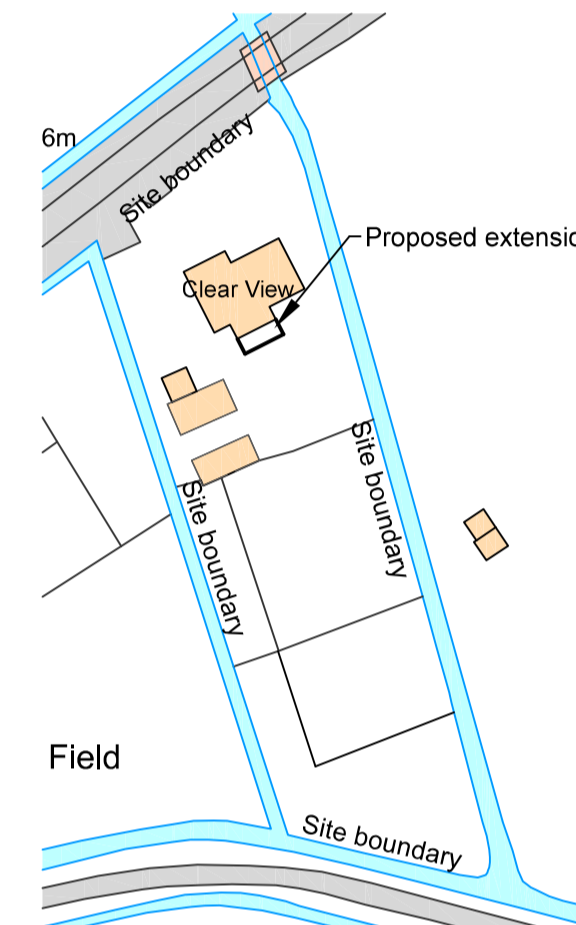 6m
Site boundary
Proposed extensio
Clear View
Site boundary
Site boundary
Field
Site boundary